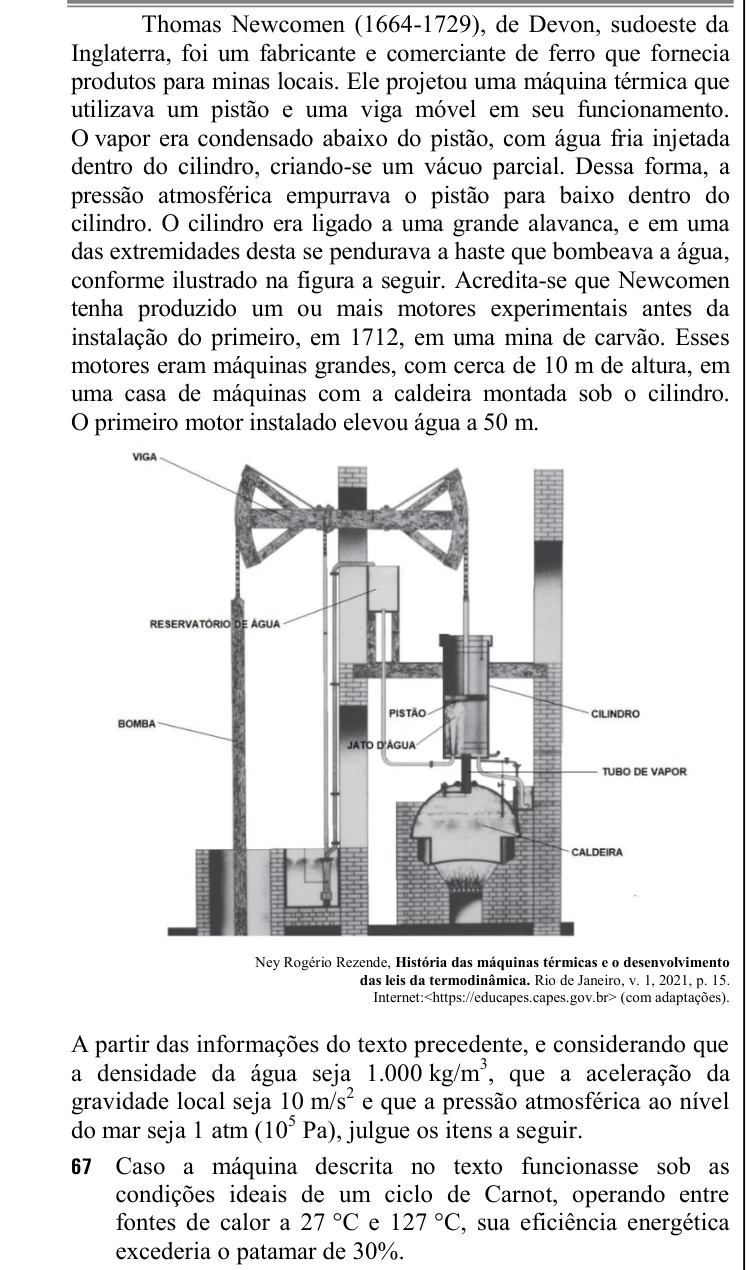 Thomas Newcomen (1664-1729), de Devon, sudoeste da
Inglaterra, foi um fabricante e comerciante de ferro que fornecia
produtos para minas locais. Ele projetou uma máquina térmica que
utilizava um pistão e uma viga móvel em seu funcionamento.
O vapor era condensado abaixo do pistão, com água fria injetada
dentro do cilindro, criando-se um vácuo parcial. Dessa forma, a
pressão atmosférica empurrava o pistão para baixo dentro do
cilindro. O cilindro era ligado a uma grande alavanca, e em uma
das extremidades desta se pendurava a haste que bombeava a água,
conforme ilustrado na figura a seguir. Acredita-se que Newcomen
tenha produzido um ou mais motores experimentais antes da
instalação do primeiro, em 1712, em uma mina de carvão. Esses
motores eram máquinas grandes, com cerca de 10 m de altura, em
uma casa de máquinas com a caldeira montada sob o cilindro.
O primeiro motor instalado elevou água a 50 m.
VIGA
RESERVATÓRIO DE ÁGUA
PISTÃO
CILINDRO
BOMBA
JATO D'ÁGUA
TUBO DE VAPOR
CALDEIRA
Ney Rogério Rezende, História das máquinas térmicas e o desenvolvimento
das leis da termodinâmica. Rio de Janeiro, v. 1, 2021, p. 15.
Internet:<https://educapes.capes.gov.br> (com adaptações).
A partir das informações do texto precedente, e considerando que
a densidade da água seja 1.000 kg/m³, que a aceleração da
gravidade local seja 10 m/s² e que a pressão atmosférica ao nível
do mar seja 1 atm (10⁵ Pa), julgue os itens a seguir.
67 Caso a máquina descrita no texto funcionasse sob as
condições ideais de um ciclo de Carnot, operando entre
fontes de calor a 27 °C e 127 °C, sua eficiência energética
excederia o patamar de 30%.